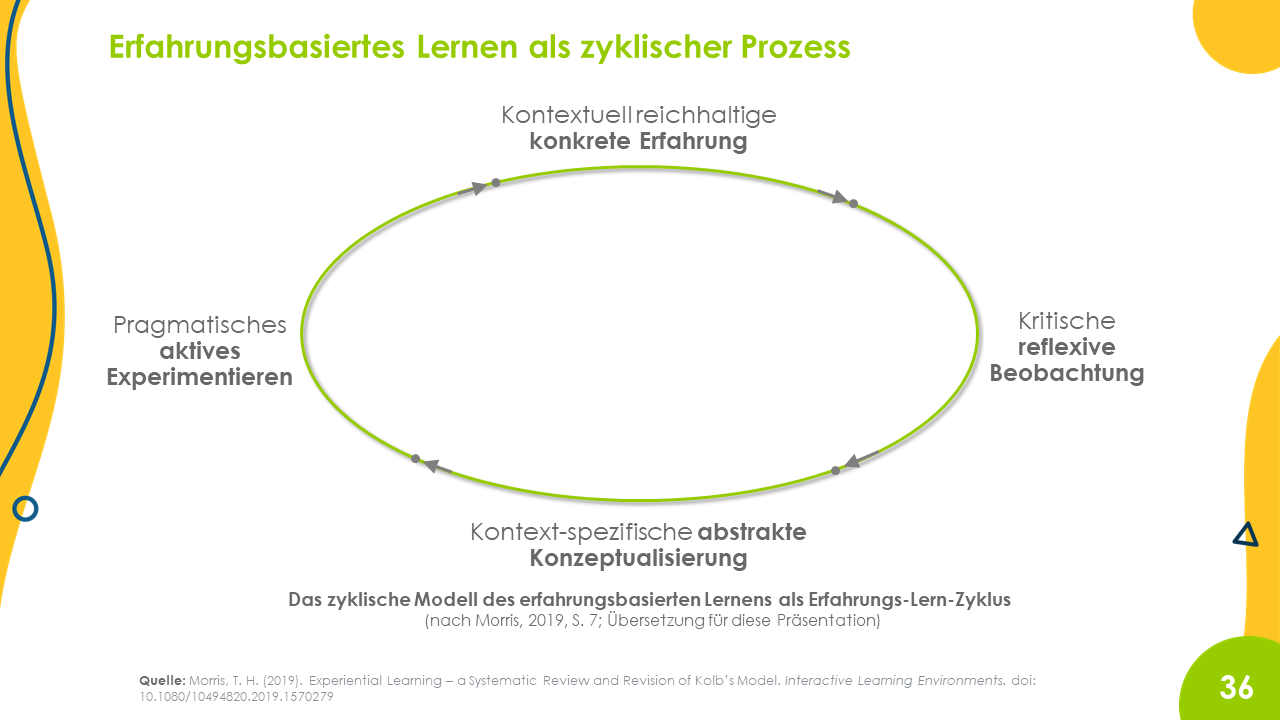 Erfahrungsbasiertes Lernen als zyklischer Prozess
Kontextuell reichhaltige
konkrete Erfahrung
Pragmatisches
aktives
Experimentieren
Kritische
reflexive
Beobachtung
Kontext-spezifische abstrakte
Konzeptualisierung
Das zyklische Modell des erfahrungsbasierten Lernens als Erfahrungs-Lern-Zyklus
(nach Morris, 2019, S. 7; Übersetzung für diese Präsentation)
Quelle: Morris, T. H. (2019). Experiential Learning – a Systematic Review and Revision of Kolb’s Model. Interactive Learning Environments. doi:
10.1080/10494820.2019.1570279
36